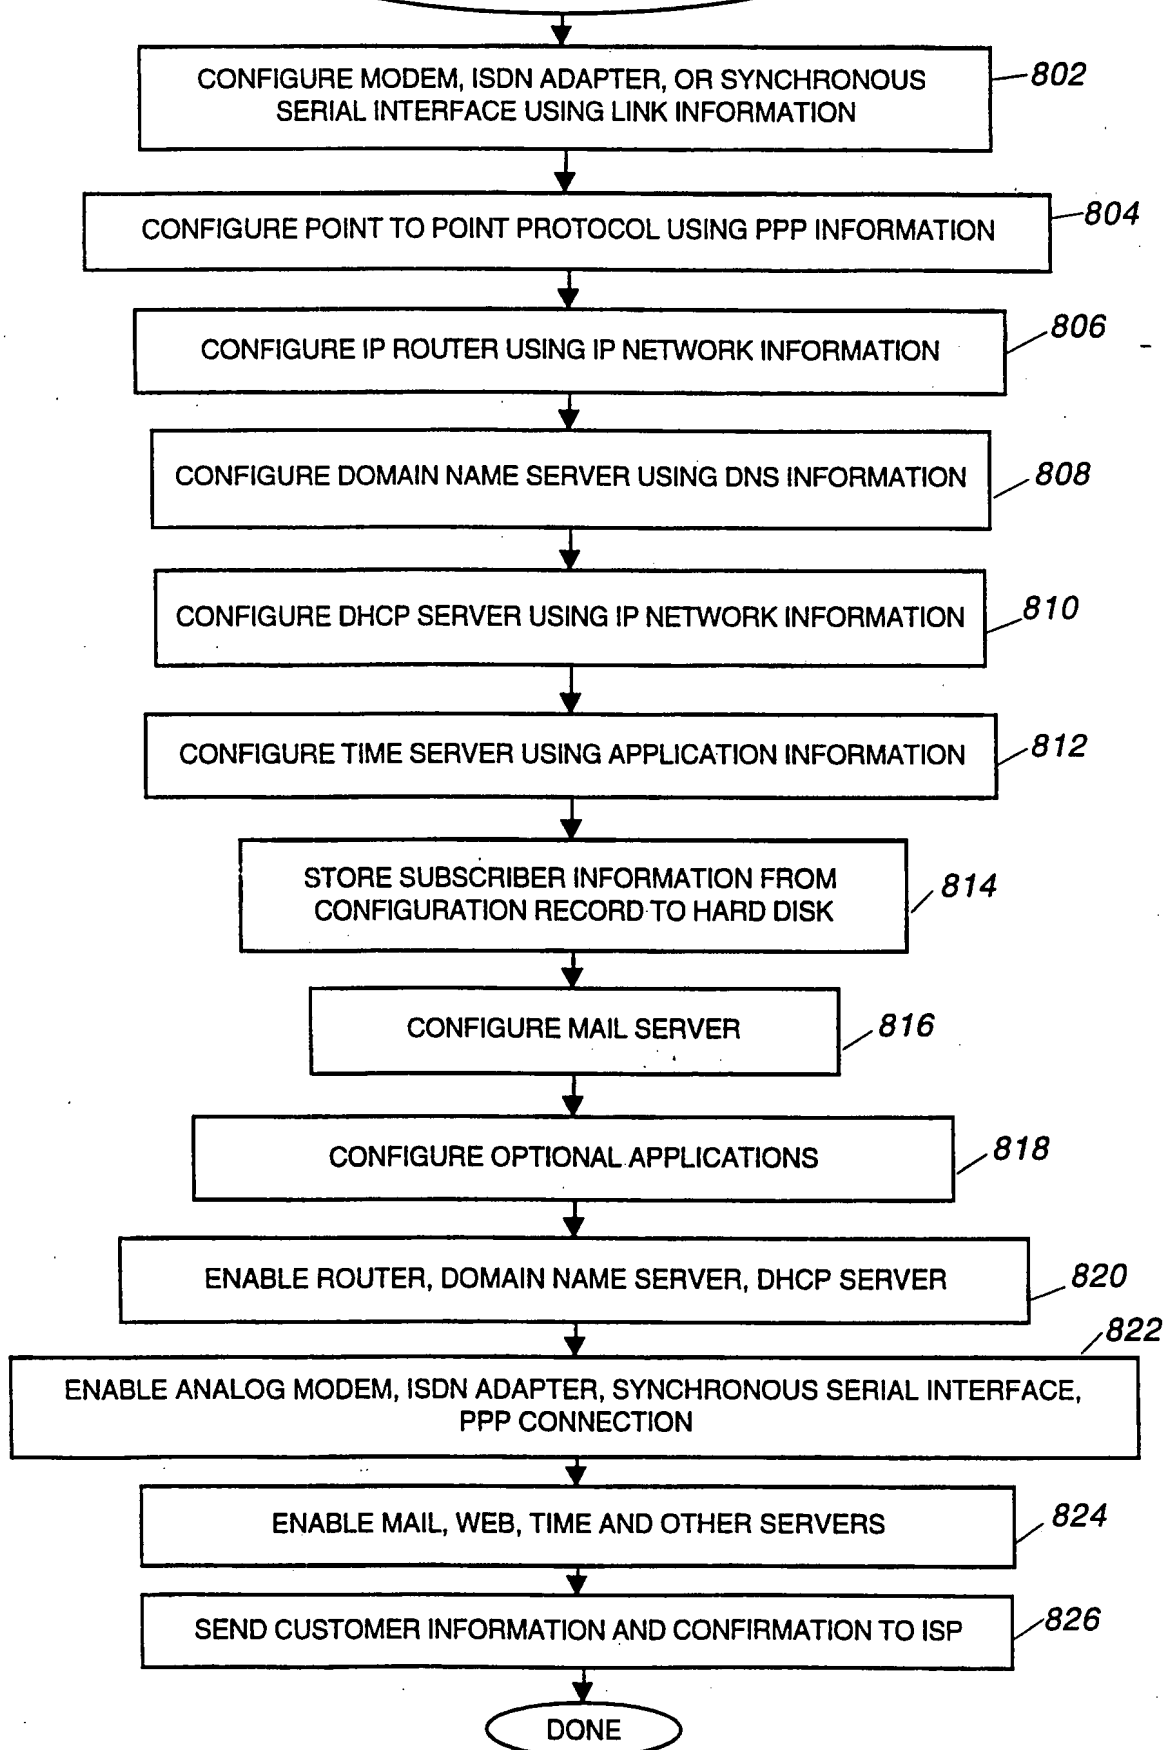 CONFIGURE MODEM, ISDN ADAPTER, OR SYNCHRONOUS
SERIAL INTERFACE USING LINK INFORMATION
802
CONFIGURE POINT TO POINT PROTOCOL USING PPP INFORMATION
804
CONFIGURE IP ROUTER USING IP NETWORK INFORMATION
806
CONFIGURE DOMAIN NAME SERVER USING DNS INFORMATION
808
CONFIGURE DHCP SERVER USING IP NETWORK INFORMATION
810
CONFIGURE TIME SERVER USING APPLICATION INFORMATION
812
STORE SUBSCRIBER INFORMATION FROM
CONFIGURATION RECORD TO HARD DISK
814
CONFIGURE MAIL SERVER
816
CONFIGURE OPTIONAL APPLICATIONS
818
ENABLE ROUTER, DOMAIN NAME SERVER, DHCP SERVER
820
822
ENABLE ANALOG MODEM, ISDN ADAPTER, SYNCHRONOUS SERIAL INTERFACE,
PPP CONNECTION
ENABLE MAIL, WEB, TIME AND OTHER SERVERS
824
SEND CUSTOMER INFORMATION AND CONFIRMATION TO ISP
826
DONE